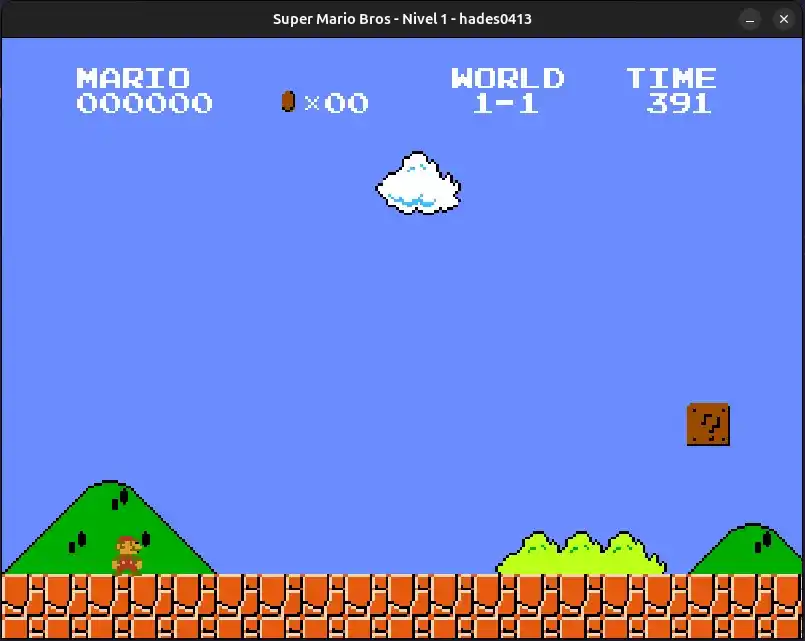 Super Mario Bros - Nivel 1 - hades0413
MARIO WORLD TIME
000000 ×00 1-1 391
?